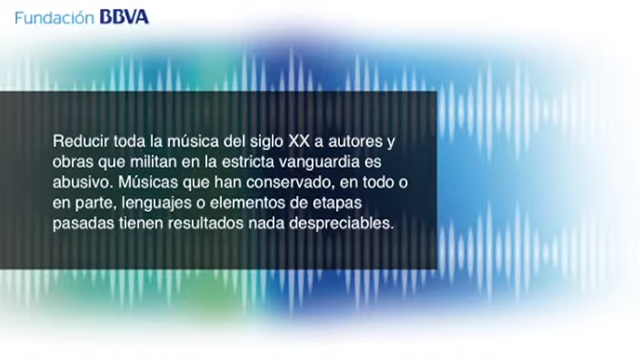 Fundación BBVA
Reducir toda la música del siglo XX a autores y
obras que militan en la estricta vanguardia es
abusivo. Músicas que han conservado, en todo o
en parte, lenguajes o elementos de etapas
pasadas tienen resultados nada despreciables.